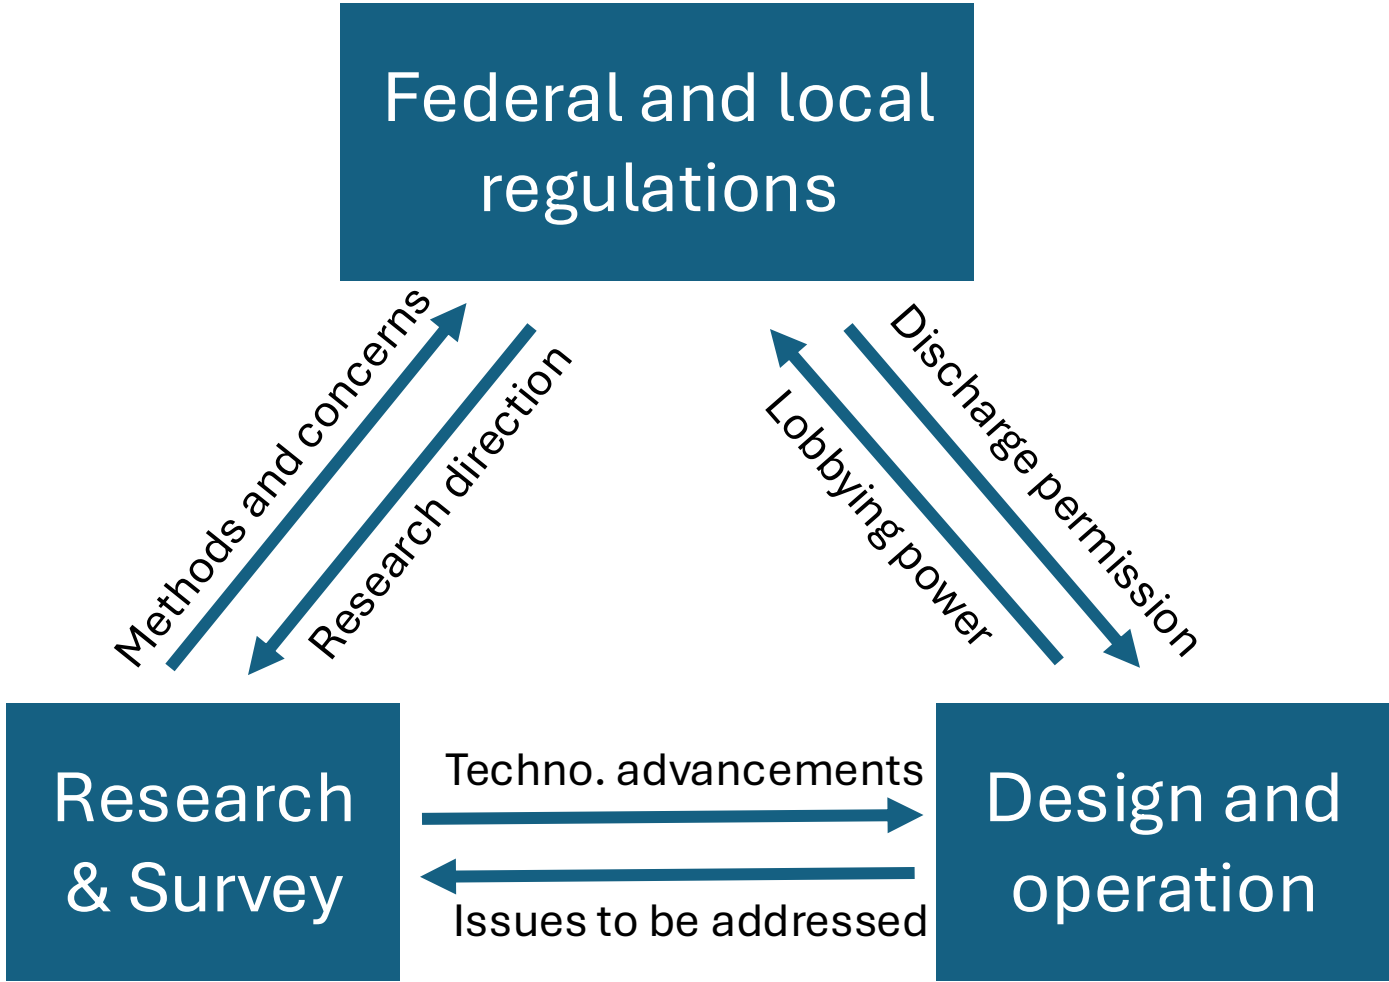 Federal and local
regulations
Methods and concerns
Research direction
Lobbying power
Discharge permission
Techno. advancements
Issues to be addressed
Research
& Survey
Design and
operation